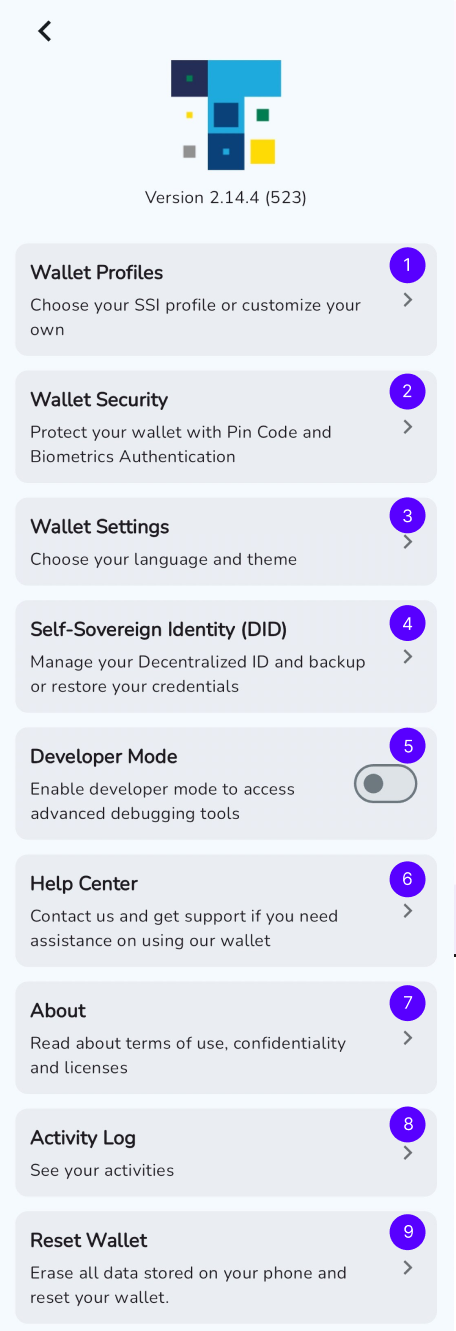 Version 2.14.4 (523)
1
Wallet Profiles
Choose your SSI profile or customize your
own
2
Wallet Security
Protect your wallet with Pin Code and
Biometrics Authentication
3
Wallet Settings
Choose your language and theme
4
Self-Sovereign Identity (DID)
Manage your Decentralized ID and backup
or restore your credentials
5
Developer Mode
Enable developer mode to access
advanced debugging tools
6
Help Center
Contact us and get support if you need
assistance on using our wallet
7
About
Read about terms of use, confidentiality
and licenses
8
Activity Log
See your activities
9
Reset Wallet
Erase all data stored on your phone and
reset your wallet.